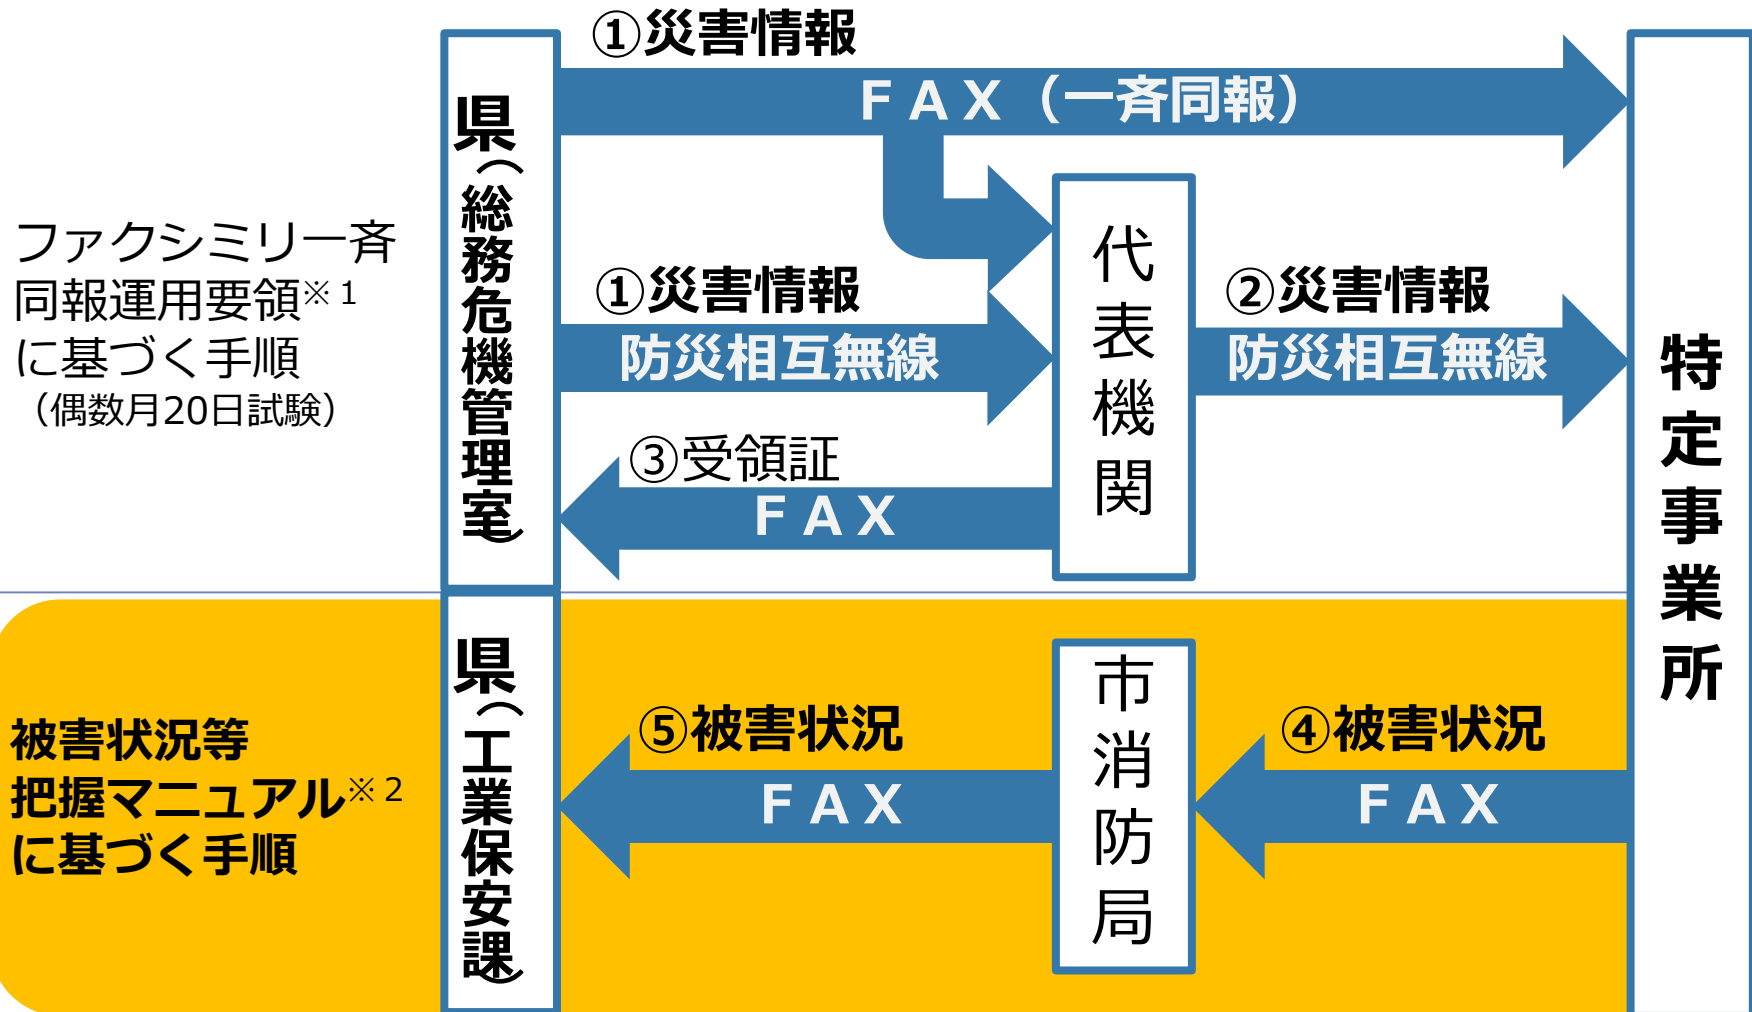 ①災害情報
ＦＡＸ（一斉同報）
県（総務危機管理室）
ファクシミリ一斉
同報運用要領※１
に基づく手順
（偶数月20日試験）
①災害情報
防災相互無線
代表機関
②災害情報
防災相互無線
③受領証
ＦＡＸ
特定事業所
被害状況等
把握マニュアル※２
に基づく手順
県（工業保安課）
⑤被害状況
ＦＡＸ
市消防局
④被害状況
ＦＡＸ